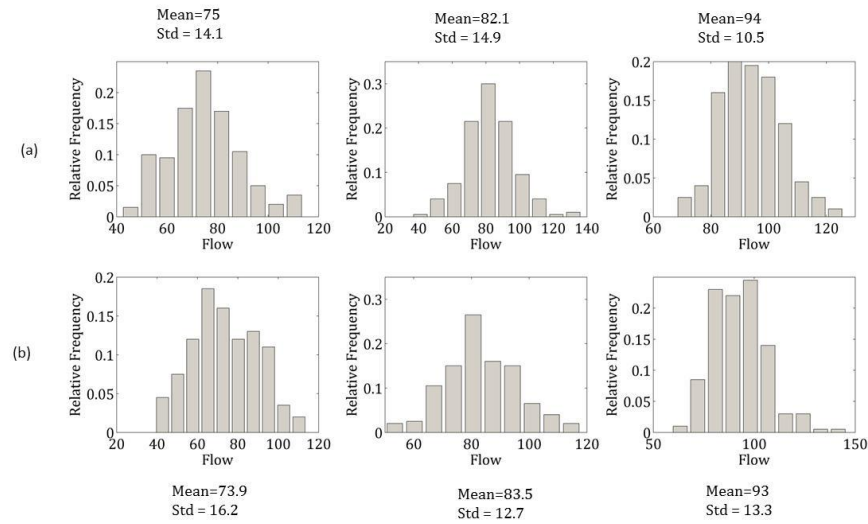 Mean=75
Std = 14.1
Mean=82.1
Std = 14.9
Mean=94
Std = 10.5
(a)
Relative Frequency
0.2
0.15
0.1
0.05
0
40 60 80 100 120
Flow
Relative Frequency
0.3
0.2
0.1
0
20 40 60 80 100 120 140
Flow
Relative Frequency
0.2
0.15
0.1
0.05
0
60 80 100 120
Flow
(b)
Relative Frequency
0.2
0.15
0.1
0.05
0
20 40 60 80 100 120
Flow
Relative Frequency
0.3
0.2
0.1
0
60 80 100 120
Flow
Relative Frequency
0.2
0.1
0
50 100 150
Flow
Mean=73.9
Std = 16.2
Mean=83.5
Std = 12.7
Mean=93
Std = 13.3